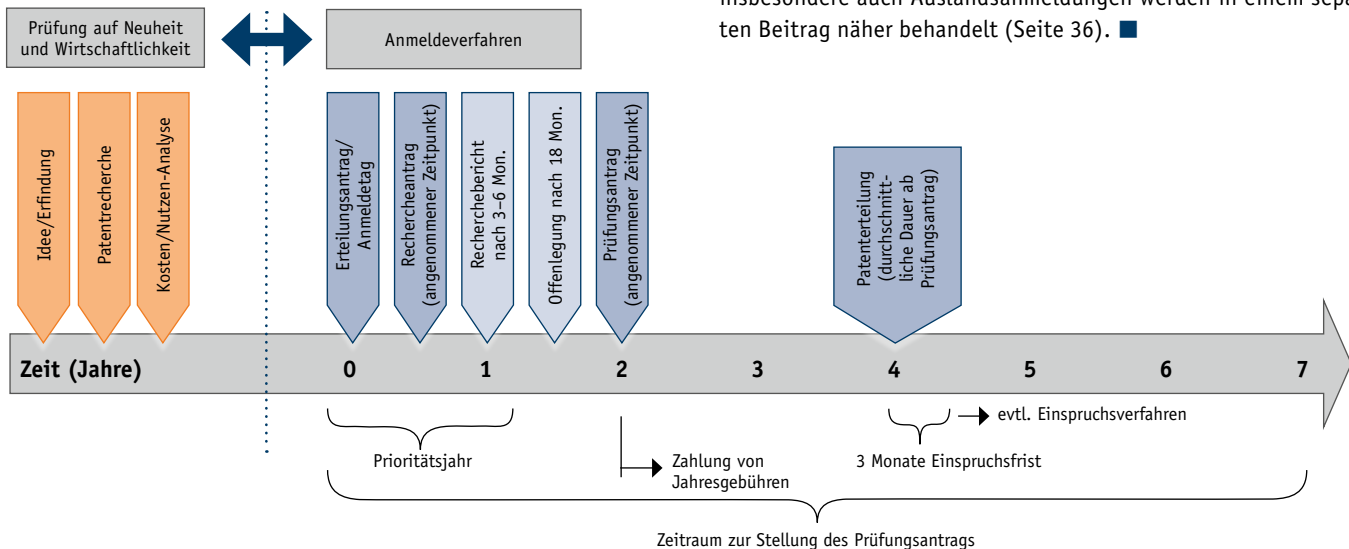 insbesondere auch Auslandsanmeldungen werden in einem sepa-
ten Beitrag näher behandelt (Seite 36).
Prüfung auf Neuheit
und Wirtschaftlichkeit
Anmeldeverfahren
Idee/Erfindung
Patentrecherche
Kosten/Nutzen-Analyse
Erteilungsantrag/
Anmeldetag
Rechercheantrag
(angenommener Zeitpunkt)
Recherchebericht
nach 3–6 Mon.
Offenlegung nach 18 Mon.
Prüfungsantrag
(angenommener Zeitpunkt)
Patenterteilung
(durchschnitt-
liche Dauer ab
Prüfungsantrag)
Zeit (Jahre) 0 1 2 3 4 5 6 7
evtl. Einspruchsverfahren
Prioritätsjahr
Zahlung von
Jahresgebühren
3 Monate Einspruchsfrist
Zeitraum zur Stellung des Prüfungsantrags